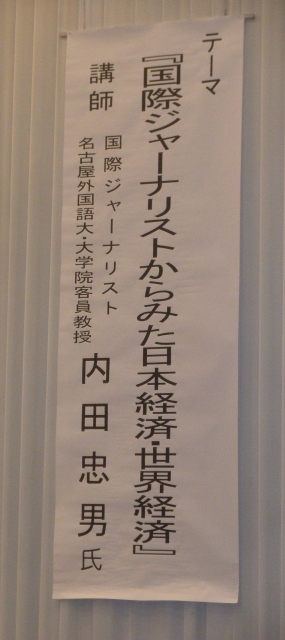 テーマ
『国際ジャーナリストからみた日本経済・世界経済』
講師
国際ジャーナリスト
名古屋外国語大・大学院客員教授
内田忠男氏